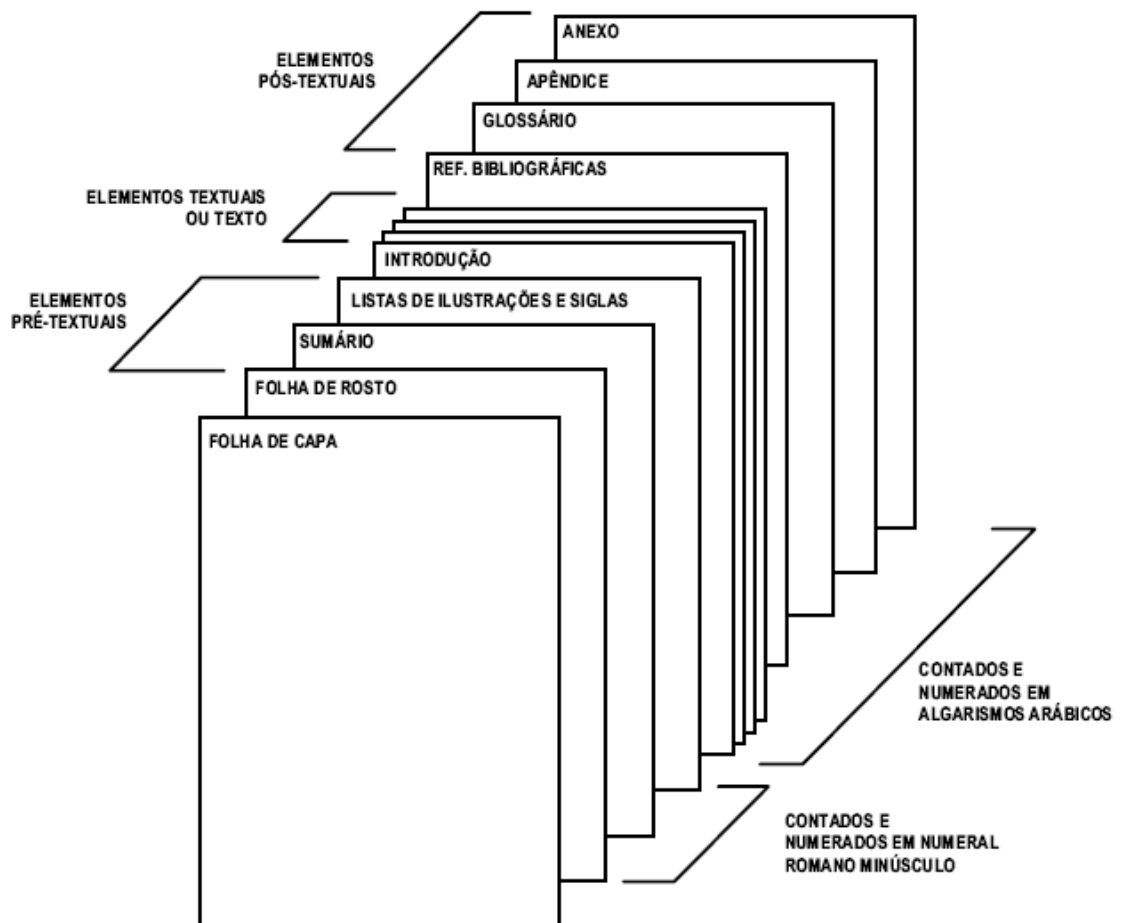 ANEXO
ELEMENTOS
PÓS-TEXTUAIS
APÊNDICE
GLOSSÁRIO
REF. BIBLIOGRÁFICAS
ELEMENTOS TEXTUAIS
OU TEXTO
INTRODUÇÃO
LISTAS DE ILUSTRAÇÕES E SIGLAS
ELEMENTOS
PRÉ-TEXTUAIS
SUMÁRIO
FOLHA DE ROSTO
FOLHA DE CAPA
CONTADOS E
NUMERADOS EM
ALGARISMOS ARÁBICOS
CONTADOS E
NUMERADOS EM NUMERAL
ROMANO MINÚSCULO